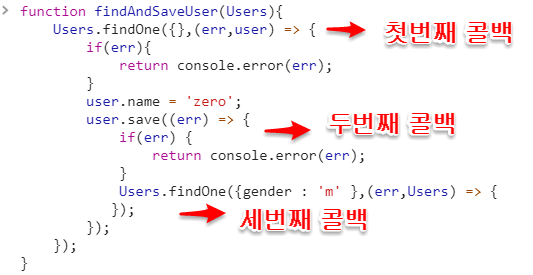 > function findAndSaveUser(Users){
Users.findOne({},(err,user) => { 첫번째 콜백
if(err){
return console.error(err);
}
user.name = 'zero';
user.save((err) => { 두번째 콜백
if(err) {
return console.error(err);
}
Users.findOne({gender : 'm' },(err,Users) => {
}); 세번째 콜백
});
});
}